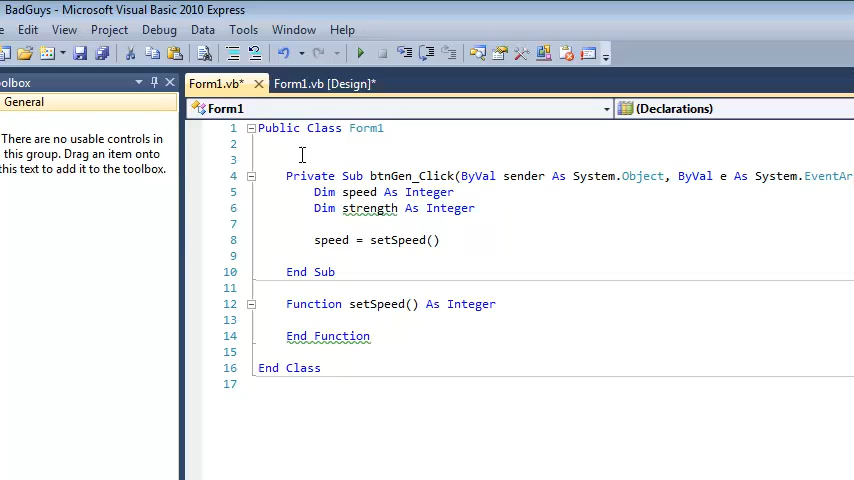 BadGuys - Microsoft Visual Basic 2010 Express
Edit View Project Debug Data Tools Window Help
oolbox
Form1.vb* Form1.vb [Design]*
General
Form1 (Declarations)
There are no usable controls in
this group. Drag an item onto
this text to add it to the toolbox.
1 Public Class Form1
2
3
4 Private Sub btnGen_Click(ByVal sender As System.Object, ByVal e As System.EventAr
5 Dim speed As Integer
6 Dim strength As Integer
7
8 speed = setSpeed()
9
10 End Sub
11
12 Function setSpeed() As Integer
13
14 End Function
15
16 End Class
17